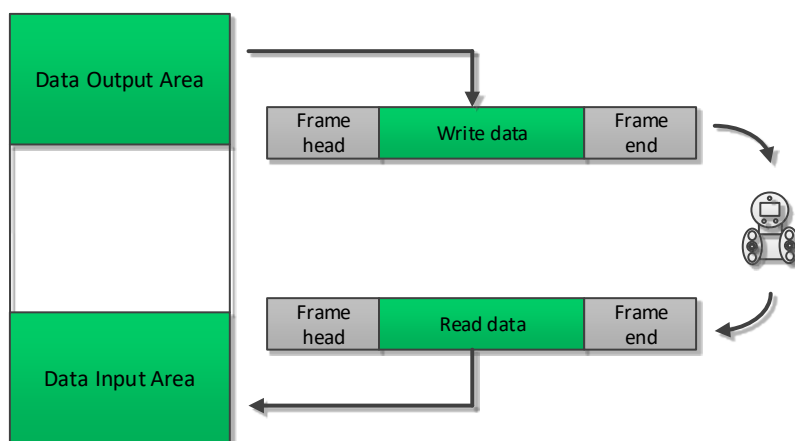 Data Output Area
Frame
head
Write data
Frame
end
Frame
head
Read data
Frame
end
Data Input Area